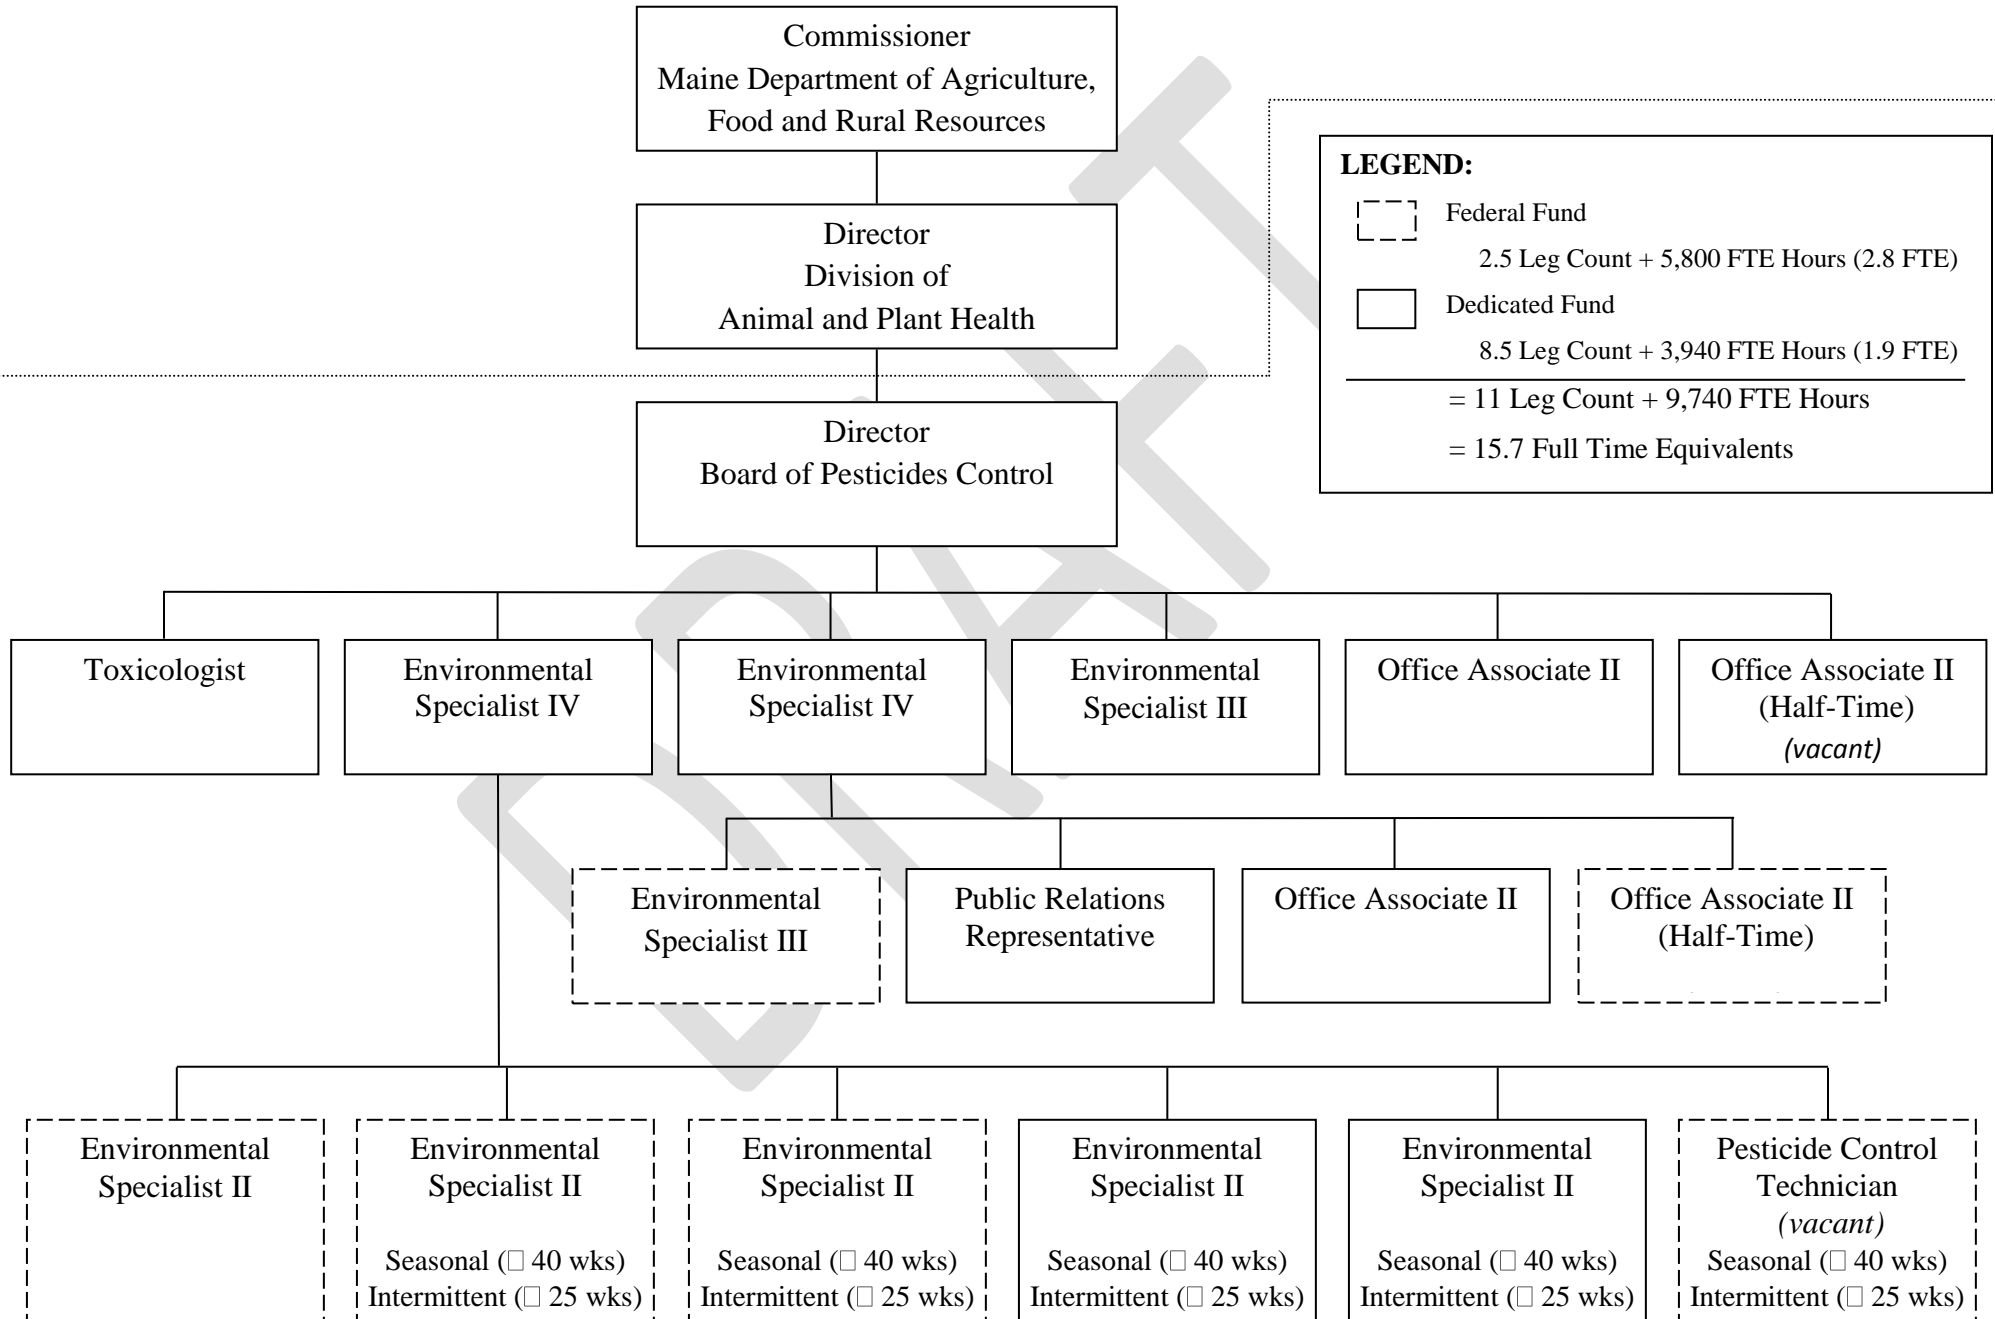 Commissioner
Maine Department of Agriculture,
Food and Rural Resources
Director
Division of
Animal and Plant Health
LEGEND:
Federal Fund
2.5 Leg Count + 5,800 FTE Hours (2.8 FTE)
Dedicated Fund
8.5 Leg Count + 3,940 FTE Hours (1.9 FTE)
= 11 Leg Count + 9,740 FTE Hours
= 15.7 Full Time Equivalents
Director
Board of Pesticides Control
DRAFT
Toxicologist
Environmental
Specialist IV
Environmental
Specialist IV
Environmental
Specialist III
Office Associate II
Office Associate II
(Half-Time)
(vacant)
Environmental
Specialist III
Public Relations
Representative
Office Associate II
Office Associate II
(Half-Time)
Environmental
Specialist II
Environmental
Specialist II
Seasonal (□ 40 wks)
Intermittent (□ 25 wks)
Environmental
Specialist II
Seasonal (□ 40 wks)
Intermittent (□ 25 wks)
Environmental
Specialist II
Seasonal (□ 40 wks)
Intermittent (□ 25 wks)
Environmental
Specialist II
Seasonal (□ 40 wks)
Intermittent (□ 25 wks)
Pesticide Control
Technician
(vacant)
Seasonal (□ 40 wks)
Intermittent (□ 25 wks)